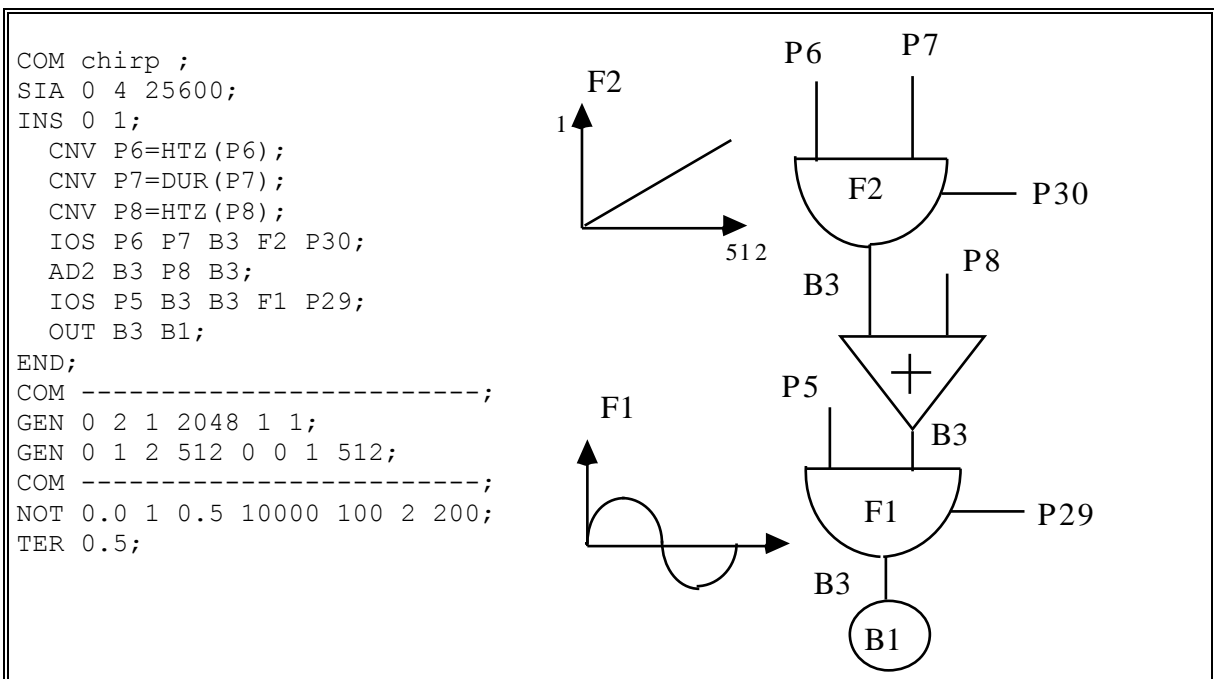 COM chirp ;
SIA 0 4 25600;
INS 0 1;
CNV P6=HTZ(P6);
CNV P7=DUR(P7);
CNV P8=HTZ(P8);
IOS P6 P7 B3 F2 P30;
AD2 B3 P8 B3;
IOS P5 B3 B3 F1 P29;
OUT B3 B1;
END;
COM -------------------------;
GEN 0 2 1 2048 1 1;
GEN 0 1 2 512 0 0 1 512;
COM -------------------------;
NOT 0.0 1 0.5 10000 100 2 200;
TER 0.5;
F2
1
512
P6
P7
F2
P30
B3
P8
+
B3
P5
F1
F1
P29
B3
B1